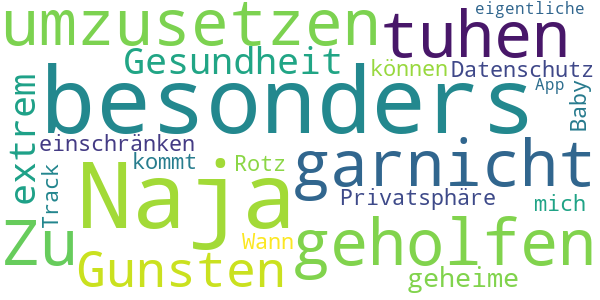 umzusetzen
eigentliche
tuhen
Gesundheit
können
Datenschutz
App
besonders
Baby
extrem
einschränken
kommt
Rotz
garnicht
Track
Naja
Privatsphäre
mich
Zu
Wann
geholfen
Gunsten
geheime